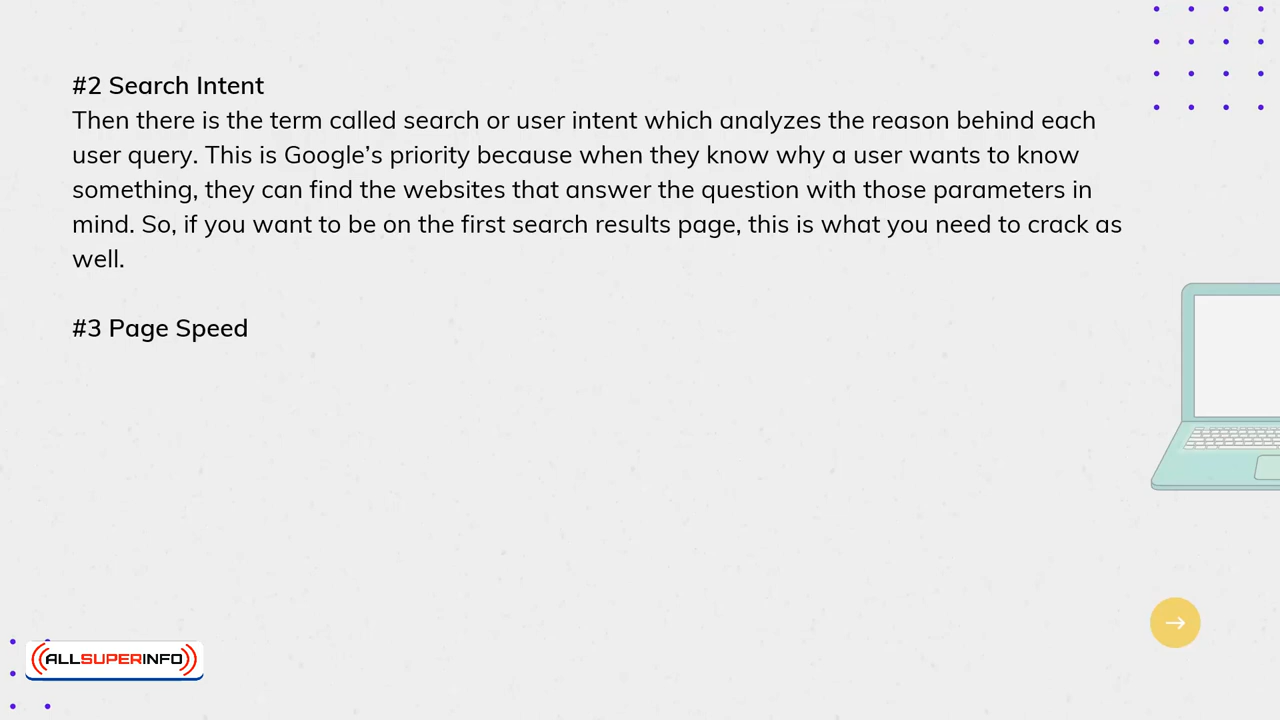 #2 Search Intent
Then there is the term called search or user intent which analyzes the reason behind each
user query. This is Google’s priority because when they know why a user wants to know
something, they can find the websites that answer the question with those parameters in
mind. So, if you want to be on the first search results page, this is what you need to crack as
well.
#3 Page Speed
ALLSUPERINFO